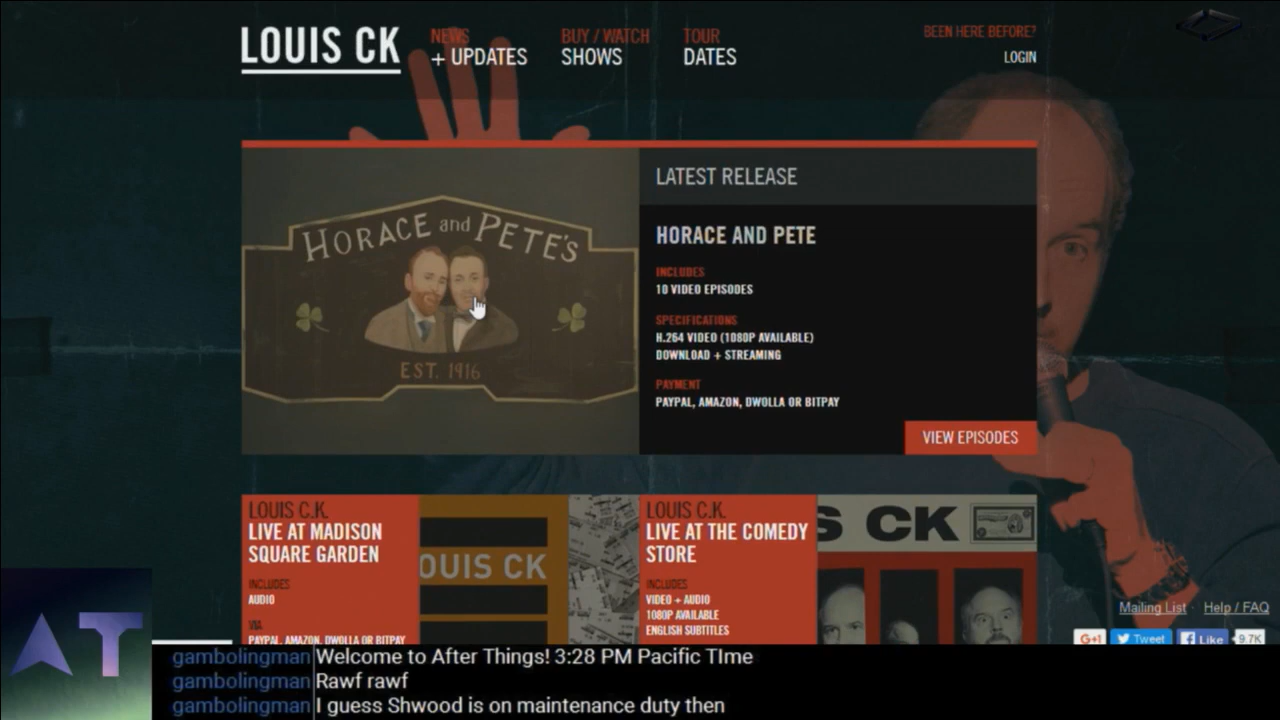 LOUIS CK
NEWS
+ UPDATES
BUY / WATCH
SHOWS
TOUR
DATES
BEEN HERE BEFORE?
LOGIN
HORACE and PETE'S
EST. 1916
LATEST RELEASE
HORACE AND PETE
INCLUDES
10 VIDEO EPISODES
SPECIFICATIONS
H.264 VIDEO (1080P AVAILABLE)
DOWNLOAD + STREAMING
PAYMENT
PAYPAL, AMAZON, DWOLLA OR BITPAY
VIEW EPISODES
LOUIS C.K.
LIVE AT MADISON
SQUARE GARDEN
INCLUDES
AUDIO
VIA
PAYPAL, AMAZON, DWOLLA OR BITPAY
OUIS CK
LOUIS C.K.
LIVE AT THE COMEDY
STORE
INCLUDES
VIDEO + AUDIO
1080P AVAILABLE
ENGLISH SUBTITLES
S CK
Mailing List · Help / FAQ
G+1 Tweet Like 9.7K
AT
gambolingman Welcome to After Things! 3:28 PM Pacific TIme
gambolingman Rawf rawf
gambolingman I guess Shwood is on maintenance duty then